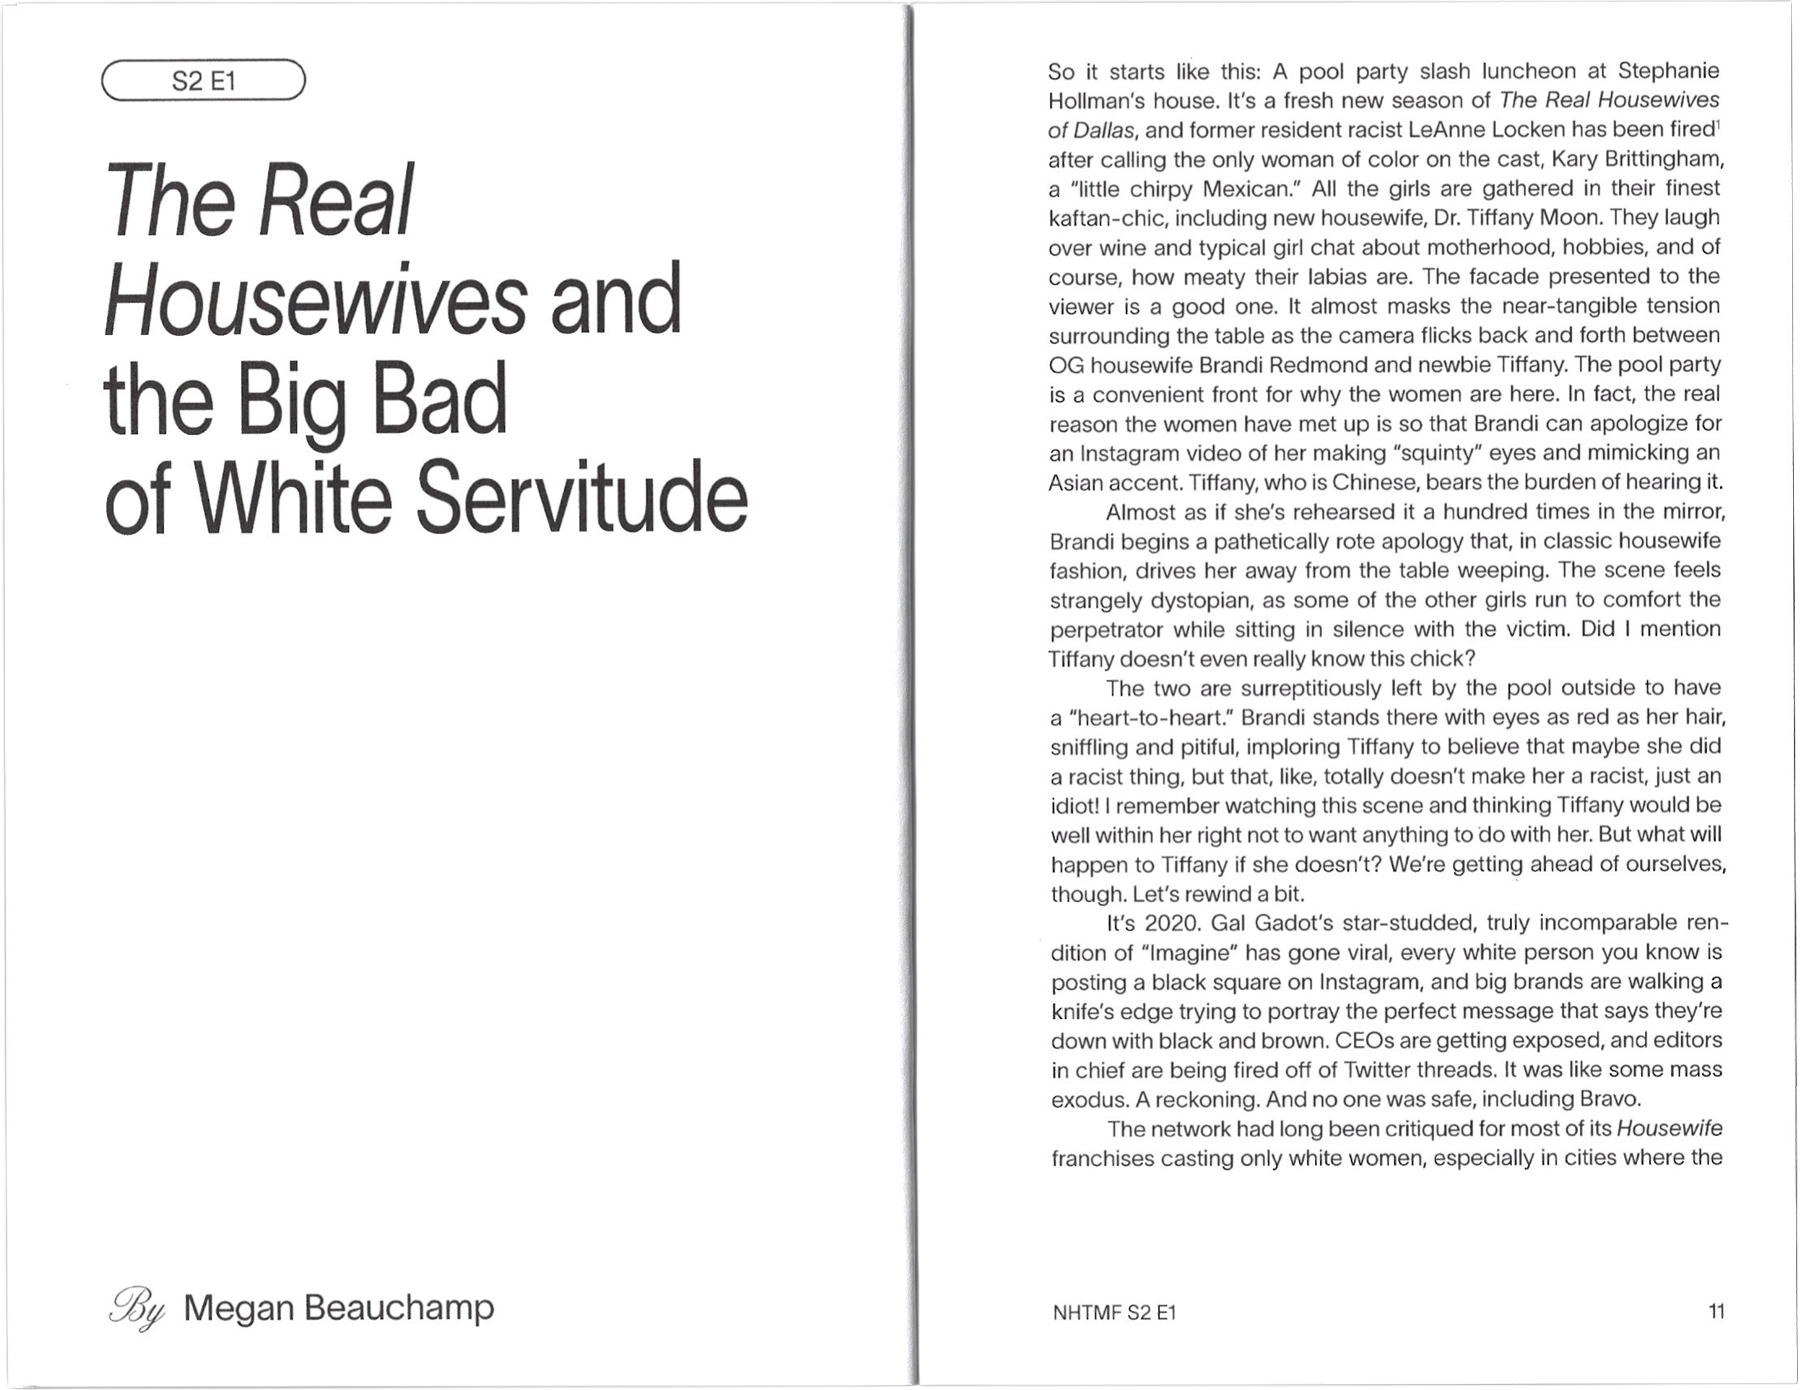 S2 E1
The Real
Housewives and
the Big Bad
of White Servitude
By Megan Beauchamp
So it starts like this: A pool party slash luncheon at Stephanie
Hollman’s house. It’s a fresh new season of The Real Housewives
of Dallas, and former resident racist LeAnne Locken has been fired¹
after calling the only woman of color on the cast, Kary Brittingham,
a “little chirpy Mexican.” All the girls are gathered in their finest
kaftan-chic, including new housewife, Dr. Tiffany Moon. They laugh
over wine and typical girl chat about motherhood, hobbies, and of
course, how meaty their labias are. The facade presented to the
viewer is a good one. It almost masks the near-tangible tension
surrounding the table as the camera flicks back and forth between
OG housewife Brandi Redmond and newbie Tiffany. The pool party
is a convenient front for why the women are here. In fact, the real
reason the women have met up is so that Brandi can apologize for
an Instagram video of her making “squinty” eyes and mimicking an
Asian accent. Tiffany, who is Chinese, bears the burden of hearing it.
Almost as if she’s rehearsed it a hundred times in the mirror,
Brandi begins a pathetically rote apology that, in classic housewife
fashion, drives her away from the table weeping. The scene feels
strangely dystopian, as some of the other girls run to comfort the
perpetrator while sitting in silence with the victim. Did I mention
Tiffany doesn’t even really know this chick?
The two are surreptitiously left by the pool outside to have
a “heart-to-heart.” Brandi stands there with eyes as red as her hair,
sniffling and pitiful, imploring Tiffany to believe that maybe she did
a racist thing, but that, like, totally doesn’t make her a racist, just an
idiot! I remember watching this scene and thinking Tiffany would be
well within her right not to want anything to do with her. But what will
happen to Tiffany if she doesn’t? We’re getting ahead of ourselves,
though. Let’s rewind a bit.
It’s 2020. Gal Gadot’s star-studded, truly incomparable ren-
dition of “Imagine” has gone viral, every white person you know is
posting a black square on Instagram, and big brands are walking a
knife’s edge trying to portray the perfect message that says they’re
down with black and brown. CEOs are getting exposed, and editors
in chief are being fired off of Twitter threads. It was like some mass
exodus. A reckoning. And no one was safe, including Bravo.
The network had long been critiqued for most of its Housewife
franchises casting only white women, especially in cities where the
NHTMF S2 E1
11